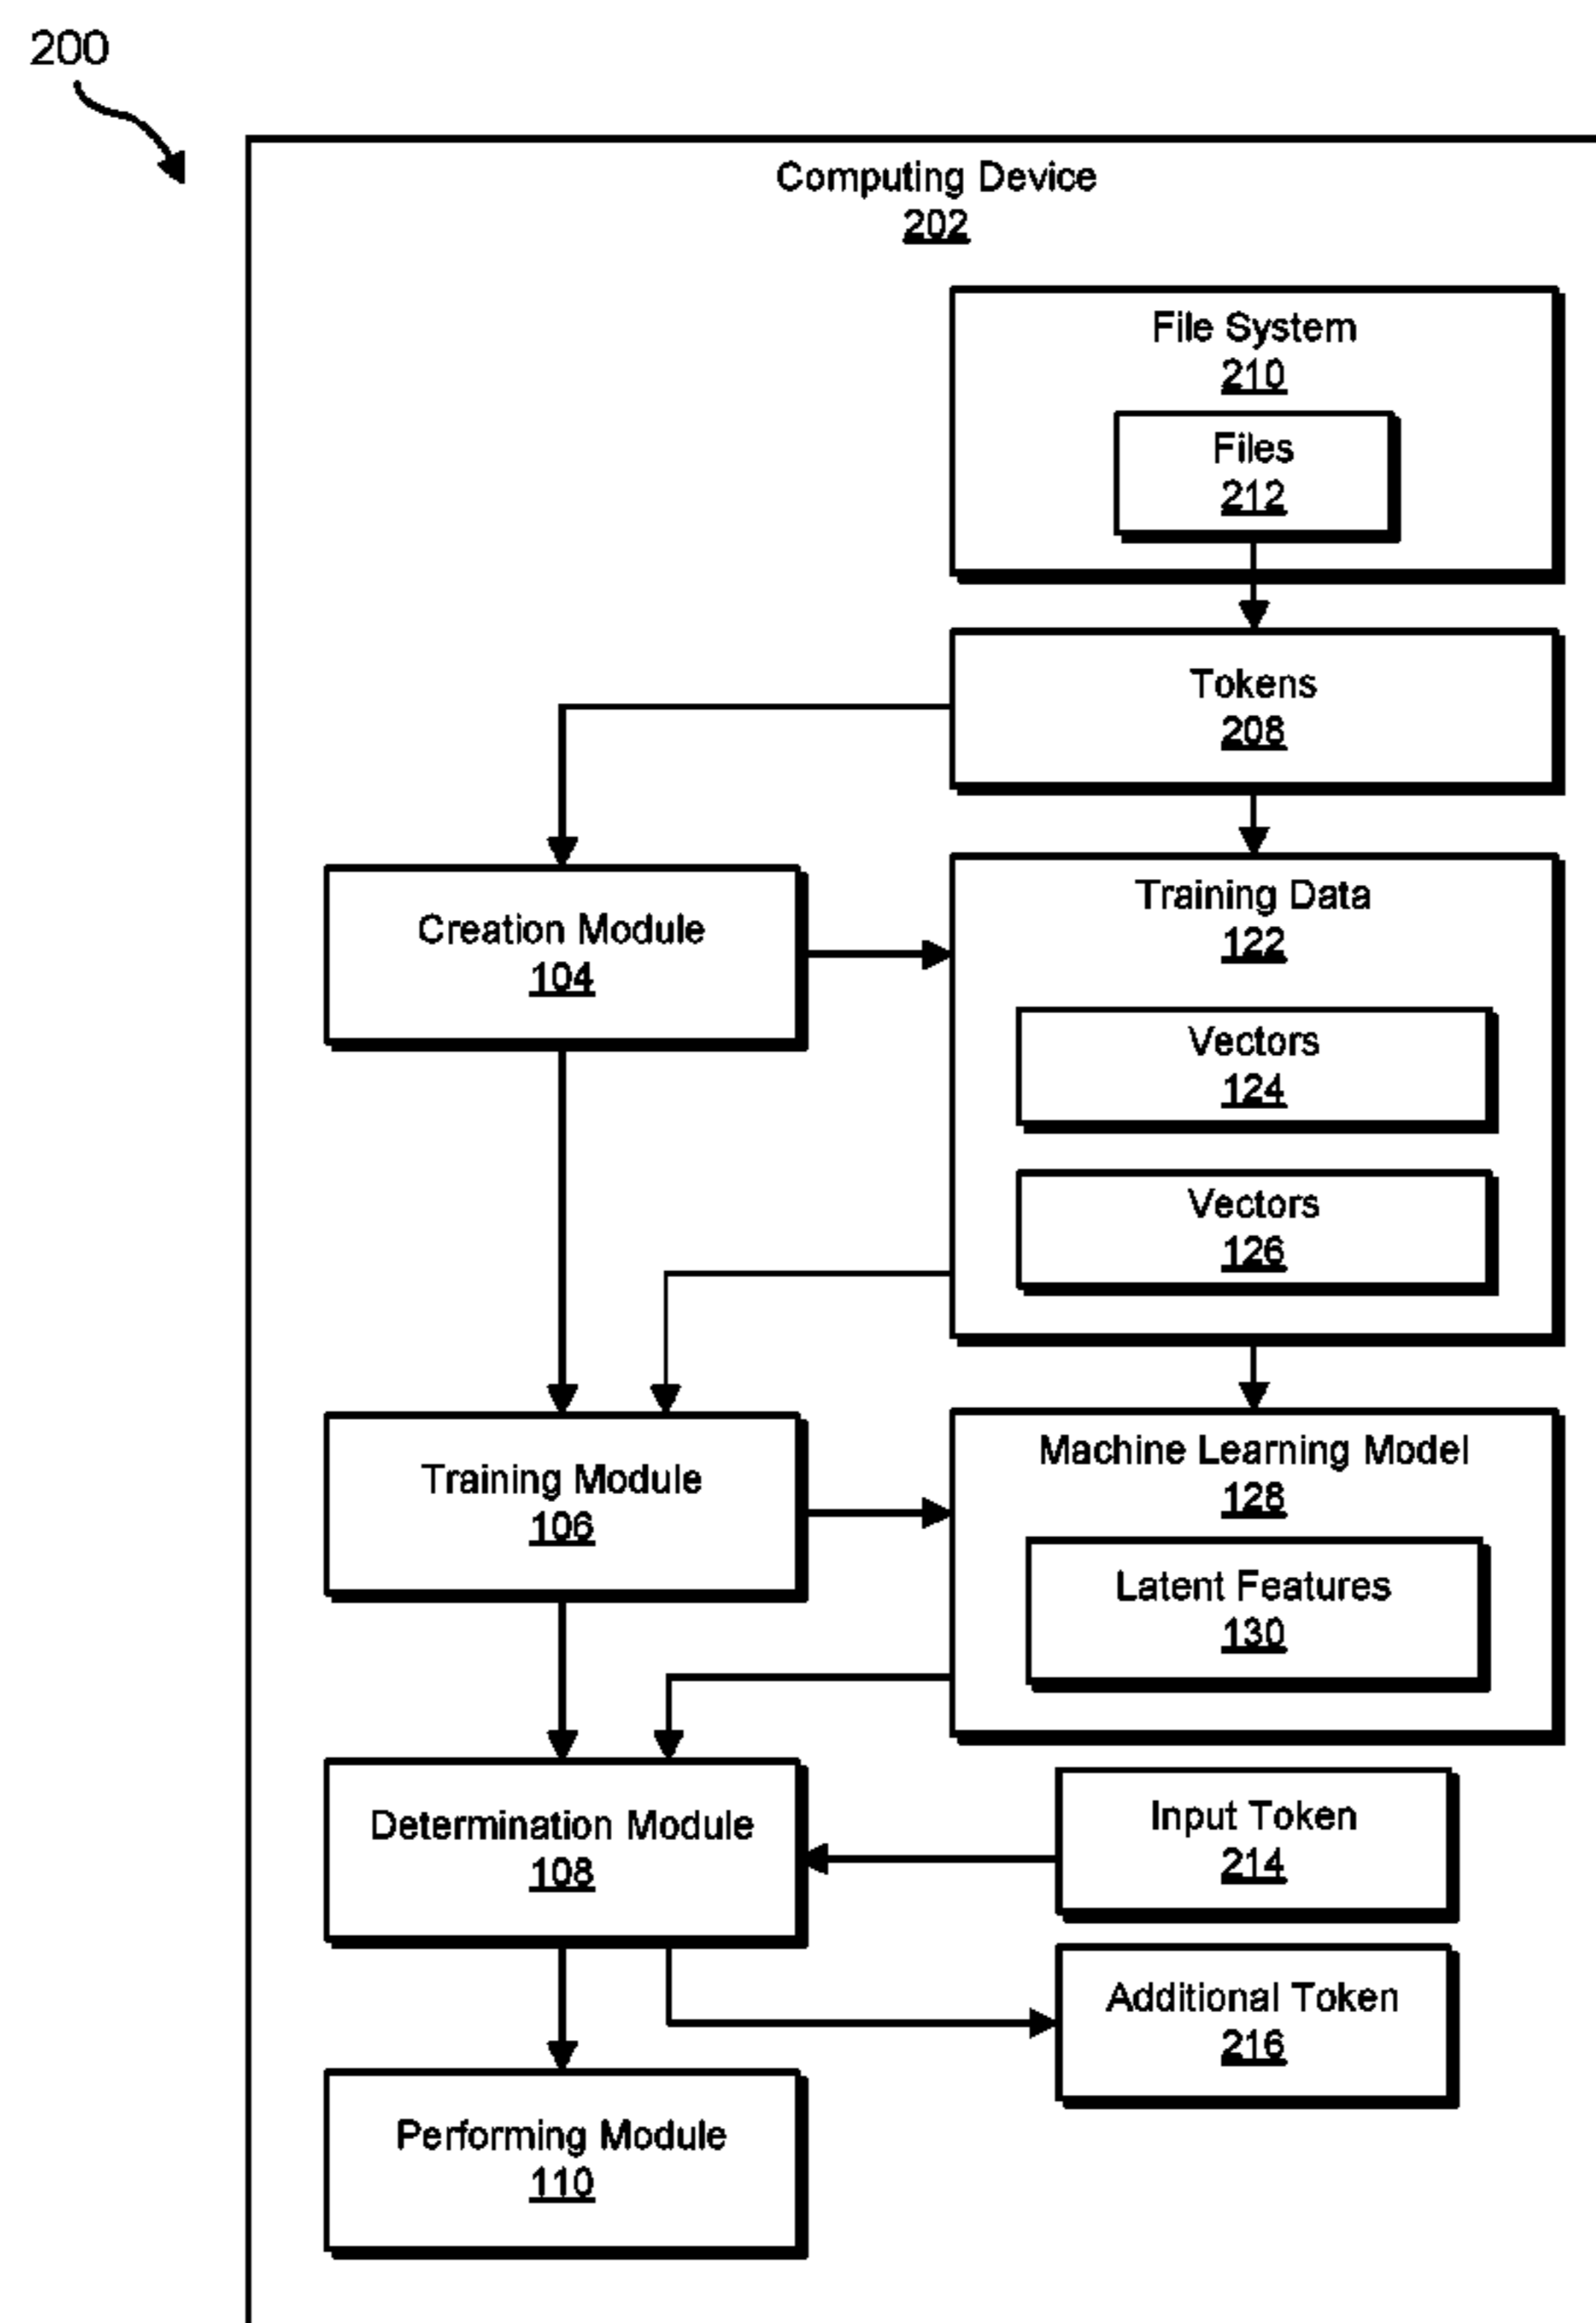 200
Computing Device
202
File System
210
Files
212
Tokens
208
Creation Module
104
Training Data
122
Vectors
124
Vectors
126
Training Module
106
Machine Learning Model
128
Latent Features
130
Determination Module
108
Input Token
214
Additional Token
216
Performing Module
110